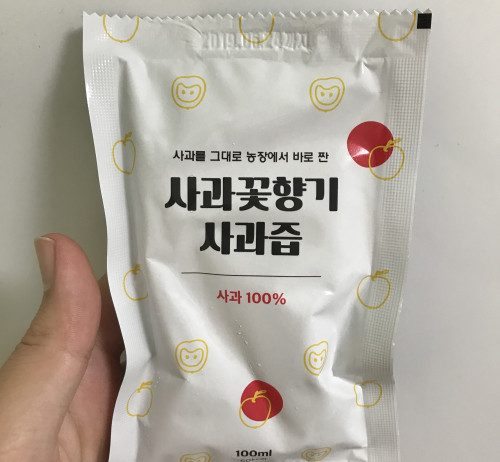 사과를 그대로 농장에서 바로 짠
사과꽃향기
사과즙
사과 100%
100ml